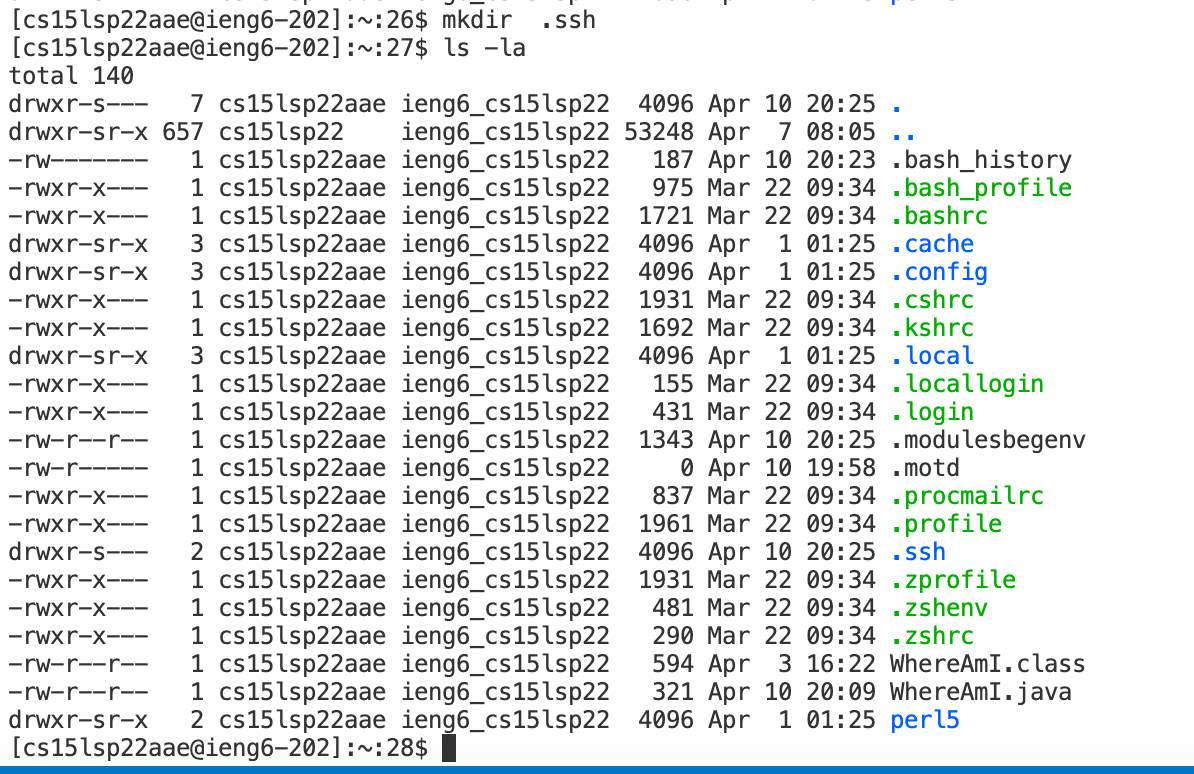 [cs15lsp22aae@ieng6-202]:~:26$ mkdir  .ssh
[cs15lsp22aae@ieng6-202]:~:27$ ls -la
total 140
drwxr-s---   7 cs15lsp22aae ieng6_cs15lsp22  4096 Apr 10 20:25 .
drwxr-sr-x 657 cs15lsp22    ieng6_cs15lsp22 53248 Apr  7 08:05 ..
-rw-------   1 cs15lsp22aae ieng6_cs15lsp22   187 Apr 10 20:23 .bash_history
-rwxr-x---   1 cs15lsp22aae ieng6_cs15lsp22   975 Mar 22 09:34 .bash_profile
-rwxr-x---   1 cs15lsp22aae ieng6_cs15lsp22  1721 Mar 22 09:34 .bashrc
drwxr-sr-x   3 cs15lsp22aae ieng6_cs15lsp22  4096 Apr  1 01:25 .cache
drwxr-sr-x   3 cs15lsp22aae ieng6_cs15lsp22  4096 Apr  1 01:25 .config
-rwxr-x---   1 cs15lsp22aae ieng6_cs15lsp22  1931 Mar 22 09:34 .cshrc
-rwxr-x---   1 cs15lsp22aae ieng6_cs15lsp22  1692 Mar 22 09:34 .kshrc
drwxr-sr-x   3 cs15lsp22aae ieng6_cs15lsp22  4096 Apr  1 01:25 .local
-rwxr-x---   1 cs15lsp22aae ieng6_cs15lsp22   155 Mar 22 09:34 .locallogin
-rwxr-x---   1 cs15lsp22aae ieng6_cs15lsp22   431 Mar 22 09:34 .login
-rw-r--r--   1 cs15lsp22aae ieng6_cs15lsp22  1343 Apr 10 20:25 .modulesbegenv
-rw-r-----   1 cs15lsp22aae ieng6_cs15lsp22     0 Apr 10 19:58 .motd
-rwxr-x---   1 cs15lsp22aae ieng6_cs15lsp22   837 Mar 22 09:34 .procmailrc
-rwxr-x---   1 cs15lsp22aae ieng6_cs15lsp22  1961 Mar 22 09:34 .profile
drwxr-s---   2 cs15lsp22aae ieng6_cs15lsp22  4096 Apr 10 20:25 .ssh
-rwxr-x---   1 cs15lsp22aae ieng6_cs15lsp22  1931 Mar 22 09:34 .zprofile
-rwxr-x---   1 cs15lsp22aae ieng6_cs15lsp22   481 Mar 22 09:34 .zshenv
-rwxr-x---   1 cs15lsp22aae ieng6_cs15lsp22   290 Mar 22 09:34 .zshrc
-rw-r--r--   1 cs15lsp22aae ieng6_cs15lsp22   594 Apr  3 16:22 WhereAmI.class
-rw-r--r--   1 cs15lsp22aae ieng6_cs15lsp22   321 Apr 10 20:09 WhereAmI.java
drwxr-sr-x   2 cs15lsp22aae ieng6_cs15lsp22  4096 Apr  1 01:25 perl5
[cs15lsp22aae@ieng6-202]:~:28$